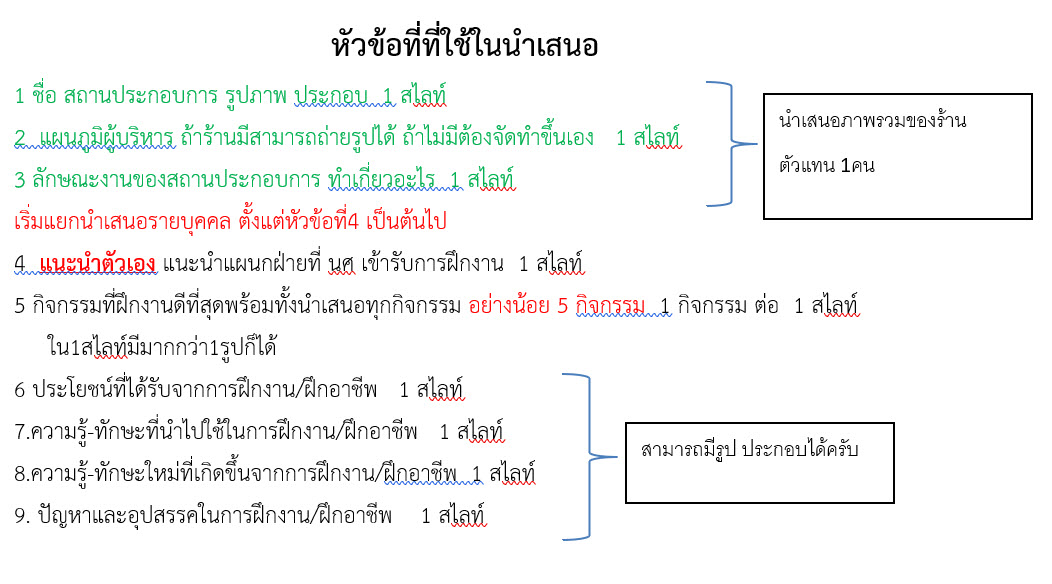 หัวข้อที่ที่ใช้ในนำเสนอ
1 ชื่อ สถานประกอบการ รูปภาพ ประกอบ 1 สไลท์
2 แผนภูมิผู้บริหาร ถ้าร้านมีสามารถถ่ายรูปได้ ถ้าไม่มีต้องจัดทำขึ้นเอง 1 สไลท์
3 ลักษณะงานของสถานประกอบการ ทำเกี่ยวอะไร 1 สไลท์
นำเสนอภาพรวมของร้าน
ตัวแทน 1คน
เริ่มแยกนำเสนอรายบุคคล ตั้งแต่หัวข้อที่4 เป็นต้นไป
4 แนะนำตัวเอง แนะนำแผนกฝ่ายที่ นศ เข้ารับการฝึกงาน 1 สไลท์
5 กิจกรรมที่ฝึกงานดีที่สุดพร้อมทั้งนำเสนอทุกกิจกรรม อย่างน้อย 5 กิจกรรม 1 กิจกรรม ต่อ 1 สไลท์
ใน1สไลท์มีมากกว่า1รูปก็ได้
6 ประโยชน์ที่ได้รับจากการฝึกงาน/ฝึกอาชีพ 1 สไลท์
7.ความรู้-ทักษะที่นำไปใช้ในการฝึกงาน/ฝึกอาชีพ 1 สไลท์
8.ความรู้-ทักษะใหม่ที่เกิดขึ้นจากการฝึกงาน/ฝึกอาชีพ 1 สไลท์
9. ปัญหาและอุปสรรคในการฝึกงาน/ฝึกอาชีพ 1 สไลท์
สามารถมีรูป ประกอบได้ครับ